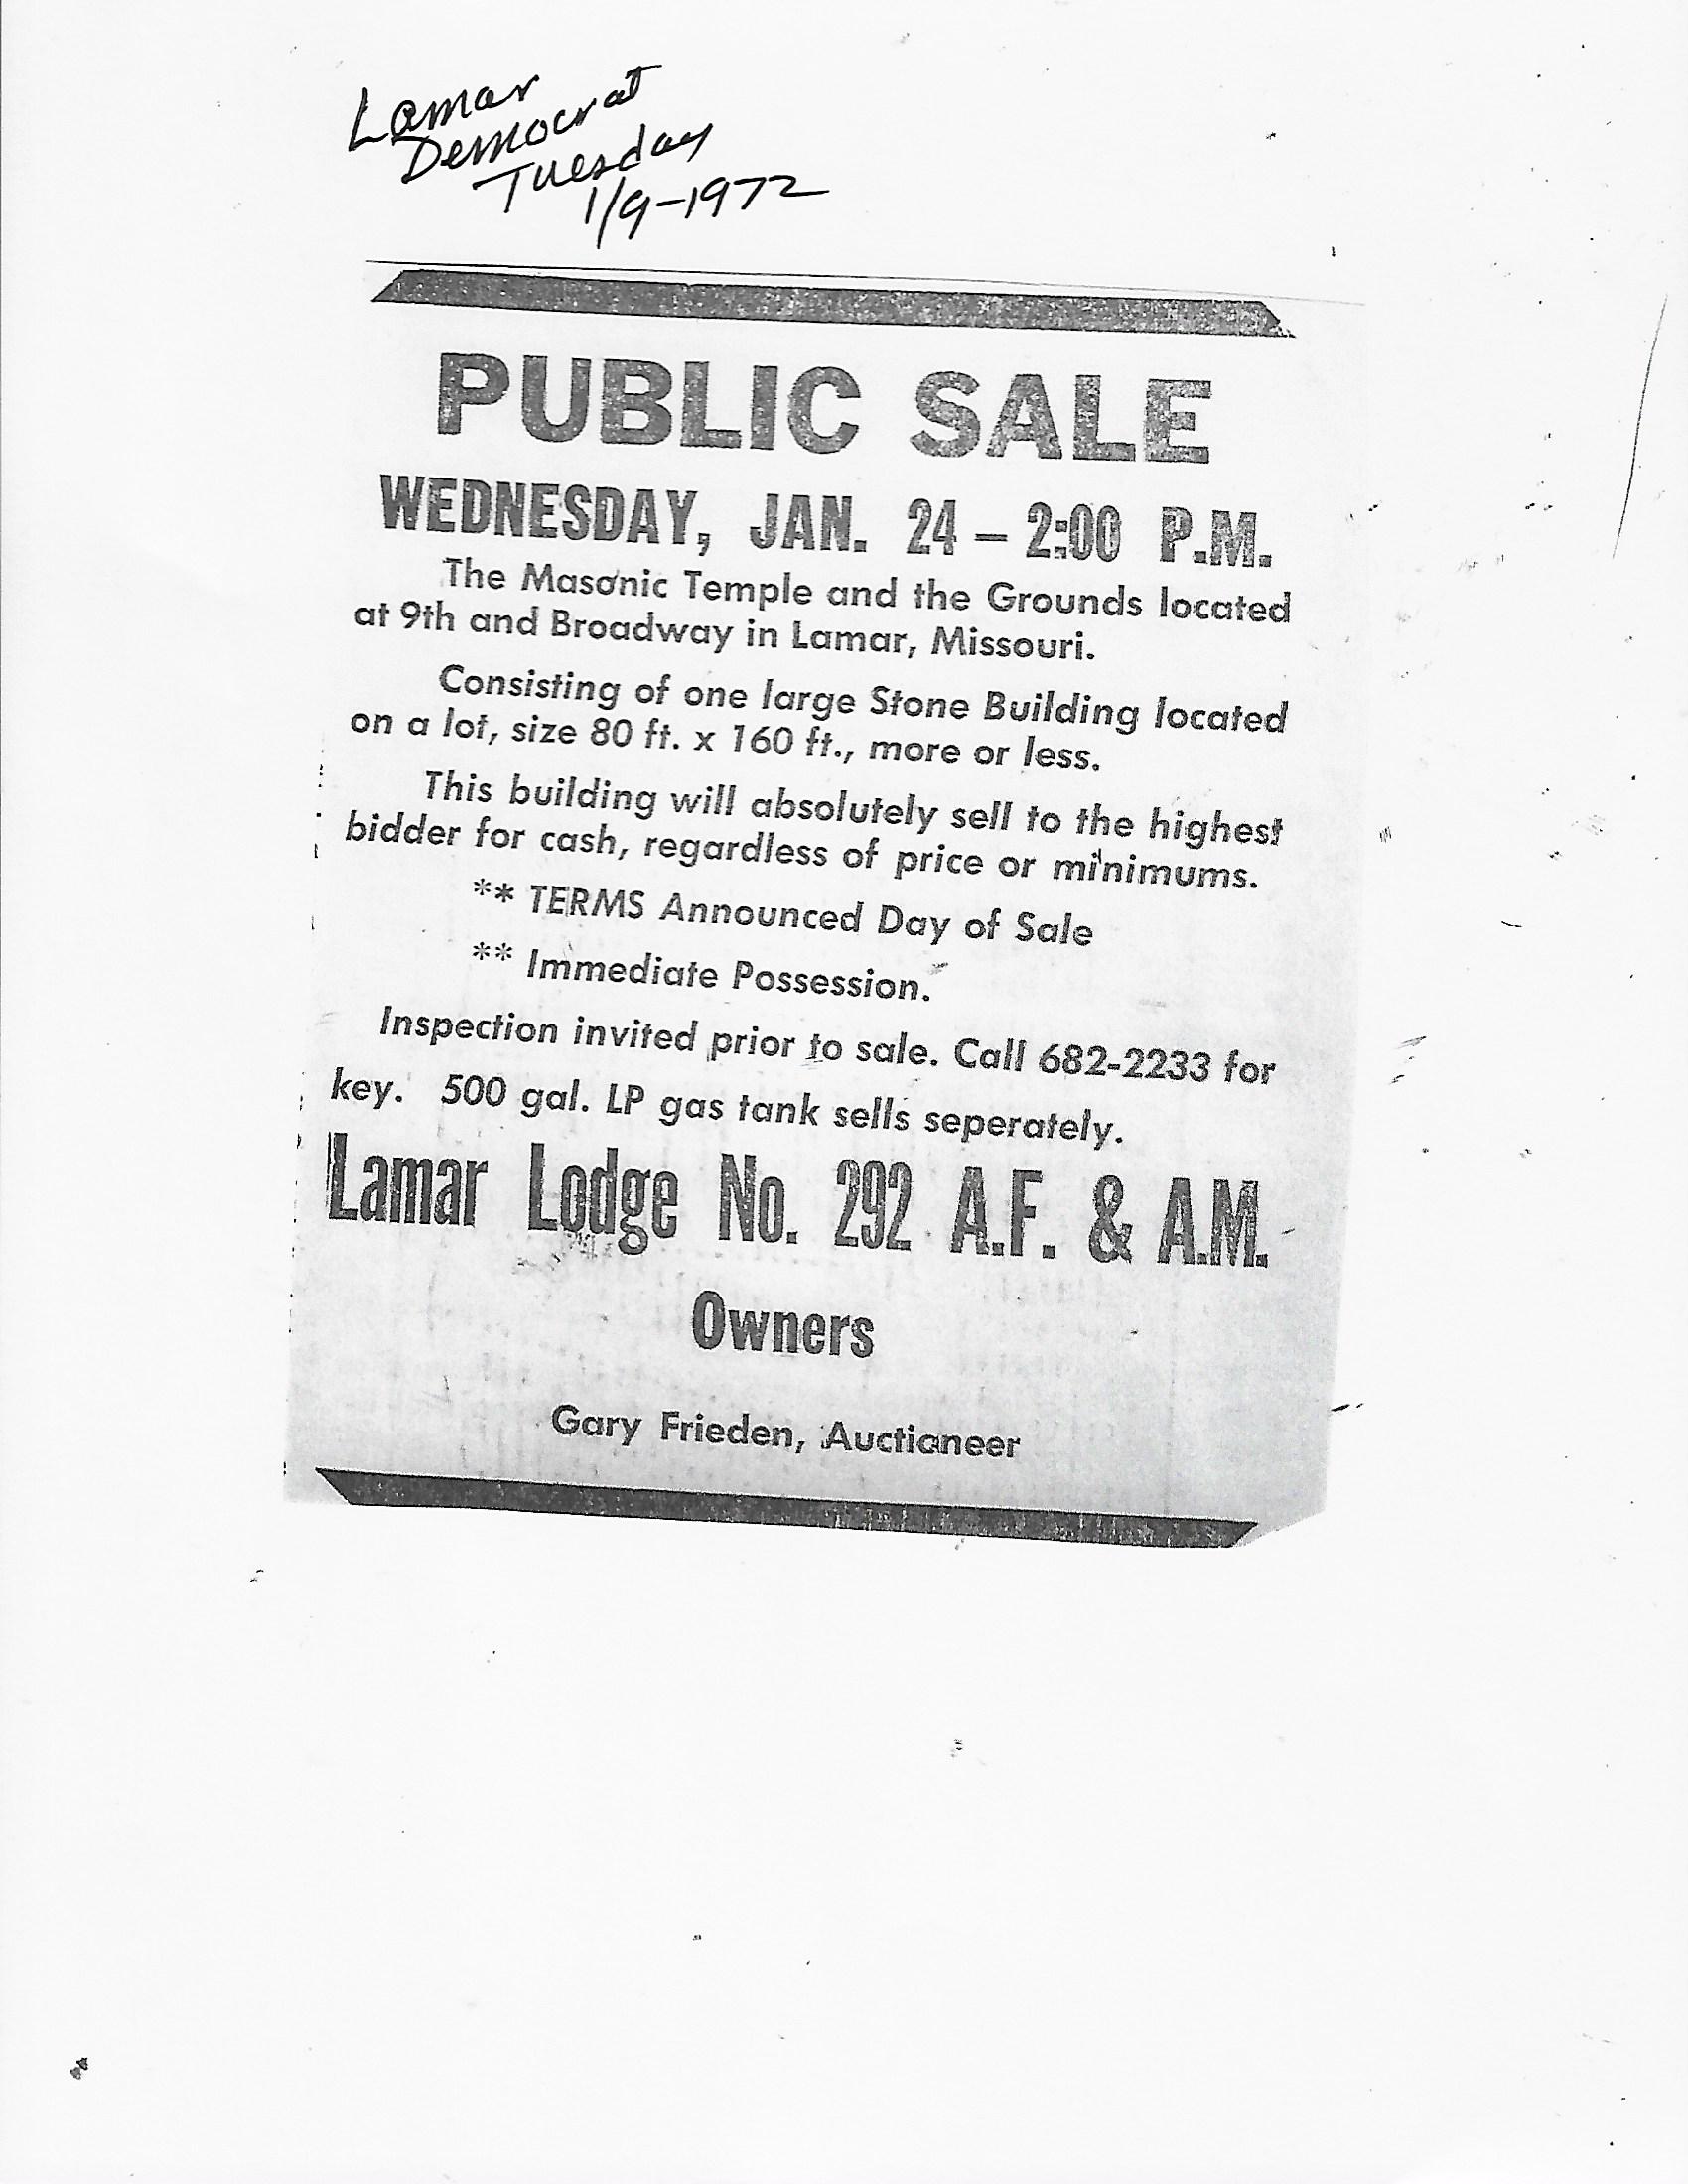 Lamar
Democrat
Tuesday
1/9-1972
PUBLIC SALE
WEDNESDAY, JAN. 24 — 2:00 P.M.
The Masonic Temple and the Grounds located
at 9th and Broadway in Lamar, Missouri.
Consisting of one large Stone Building located
on a lot, size 80 ft. x 160 ft., more or less.
This building will absolutely sell to the highest
bidder for cash, regardless of price or minimums.
** TERMS Announced Day of Sale
** Immediate Possession.
Inspection invited prior to sale. Call 682-2233 for
key. 500 gal. LP gas tank sells seperately.
Lamar Lodge No. 292 A.F. & A.M.
Owners
Gary Frieden, Auctioneer